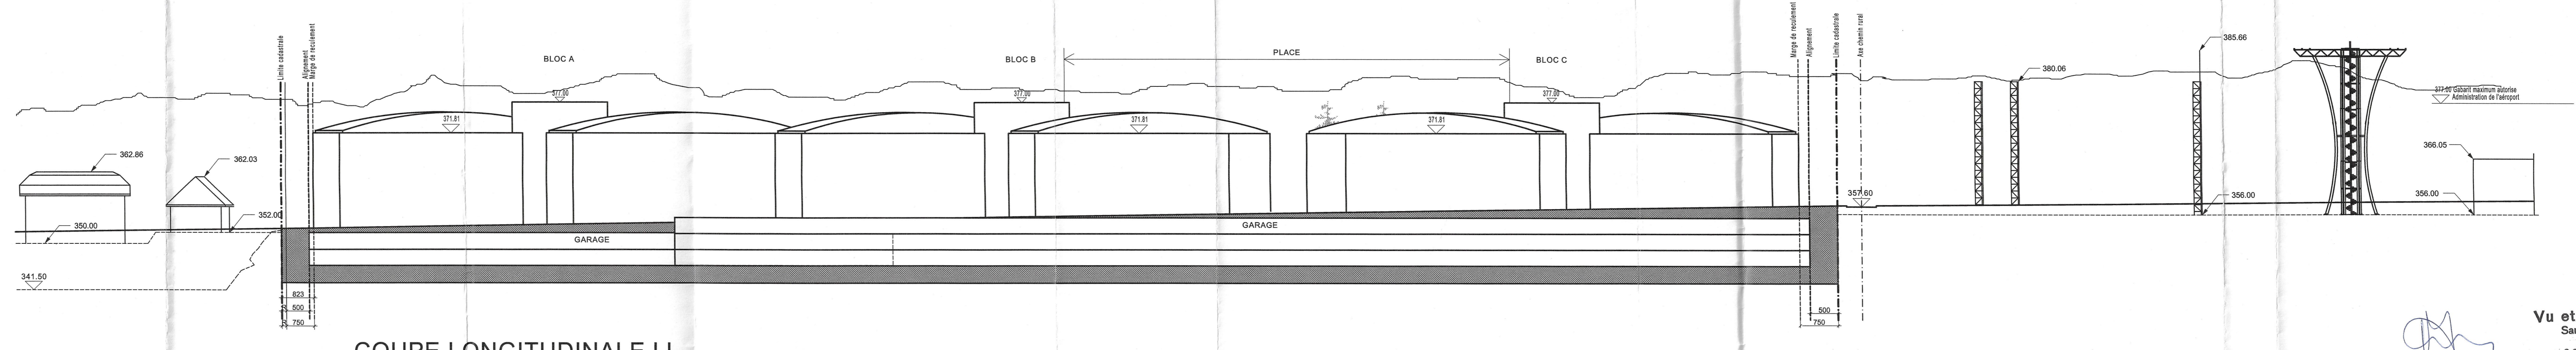 Limite cadastrale
Alignement
Marge de reculement
BLOC A
BLOC B
PLACE
BLOC C
Marge de reculement
Alignement
Limite cadastrale
Axe chemin rural
385.66
380.06
377.00
377.00
377.00
377.00 Gabarit maximum autorise
Administration de l'aéroport
371.81
371.81
371.81
362.86
362.03
366.05
357.60
356.00
356.00
352.00
350.00
GARAGE
GARAGE
341.50
823
500
750
500
750
COUPE LONGITUDINALE LL
Vu et